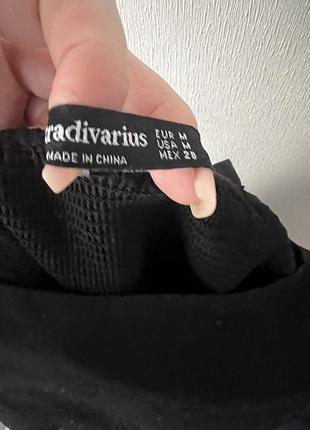 radivarius
MADE IN CHINA
EUR M
USA M
MEX 28